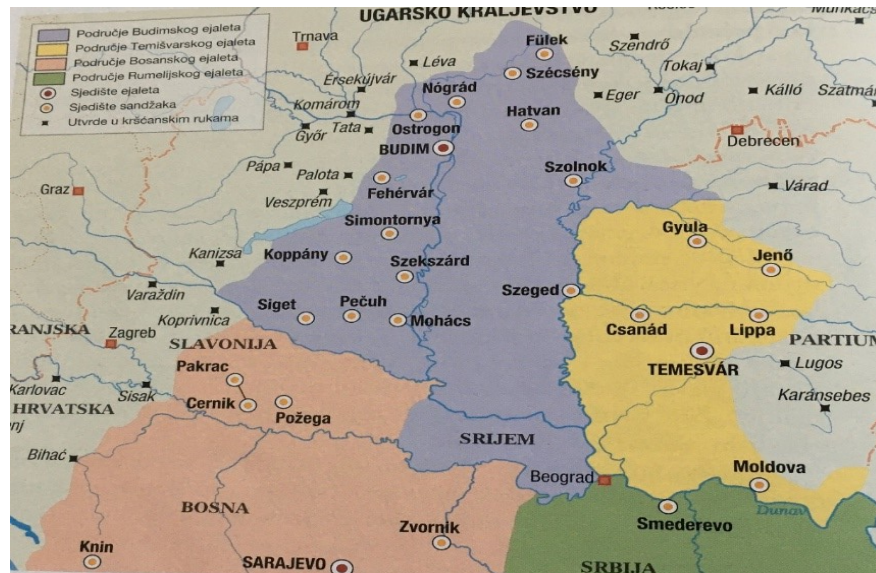 UGARSKO KRALJEVSTVO
Područje Budimskog ejaleta
Područje Temišvarskog ejaleta
Područje Bosanskog ejaleta
Područje Rumelijskog ejaleta
Sjedište ejaleta
Sjedište sandžaka
Utvrde u kršćanskim rukama
Trnava
Léva
Fülek
Szendrő
Munkács
Szécsény
Tokaj
Érsekújvár
Nógrád
Eger
Ónod
Kálló
Szatmár
Komárom
Hatvan
Győr
Tata
Ostrogon
BUDIM
Debrecen
Pápa
Palota
Szolnok
Graz
Veszprém
Fehérvár
Várad
Simontornya
Gyula
Kanizsa
Koppány
Szekszárd
Jenő
Varaždin
Szeged
Koprivnica
Siget
Pečuh
Mohács
Csanád
Lippa
RANJSKA
Zagreb
SLAVONIJA
PARTIUM
TEMESVÁR
Lugos
Pakrac
Karlovac
Sisak
Cernik
Požega
Karánsebes
HRVATSKA
nj
SRIJEM
Bihać
Beograd
Moldova
BOSNA
Zvornik
Smederevo
Dunav
Knin
SARAJEVO
SRBIJA